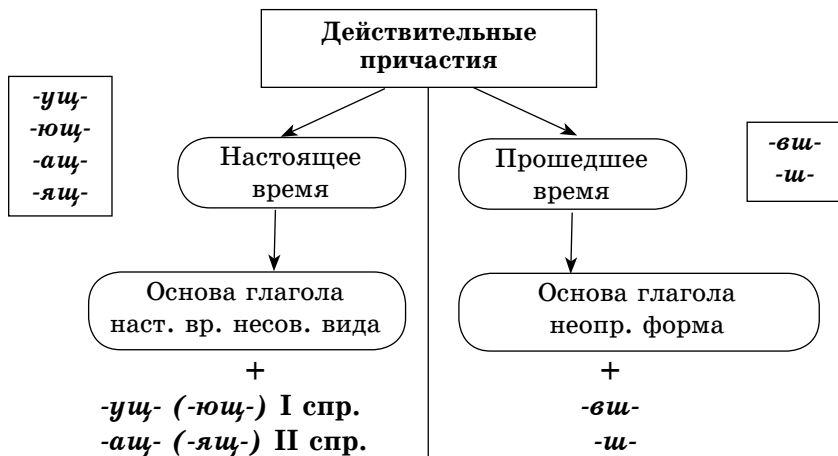 Действительные
причастия
-ущ-
-ющ-
-ащ-
-ящ-
Настоящее
время
Основа глагола
наст. вр. несов. вида
+
-ущ- (-ющ-) I спр.
-ащ- (-ящ-) II спр.
Прошедшее
время
-вш-
-ш-
Основа глагола
неопр. форма
+
-вш-
-ш-